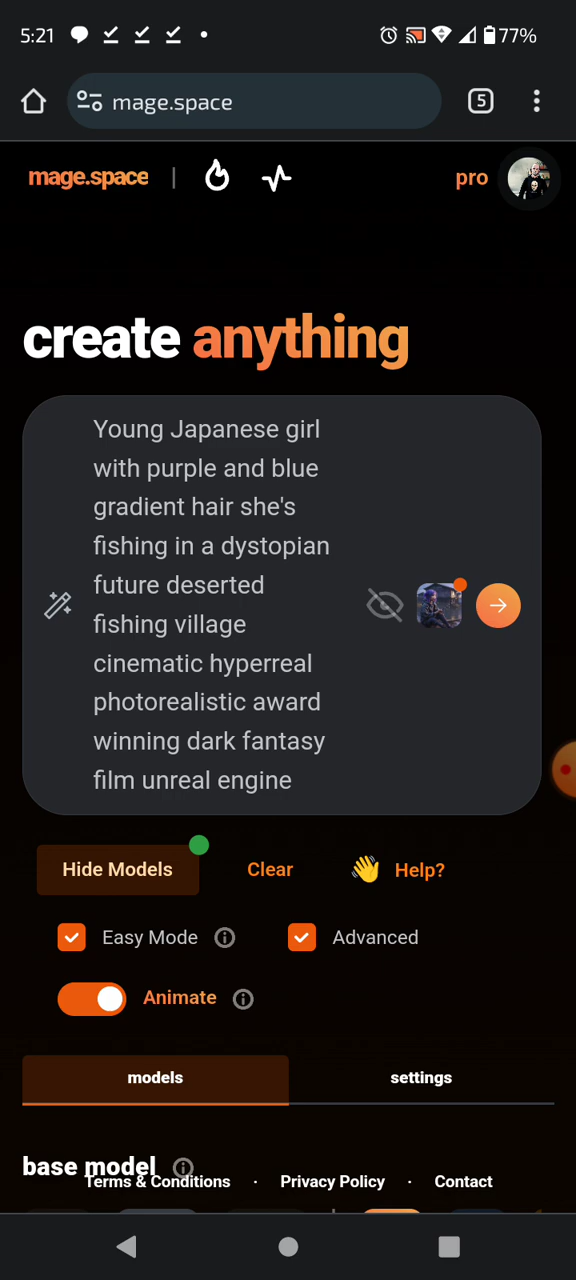 5:21 77%
mage.space 5
mage.space | pro
create anything
Young Japanese girl
with purple and blue
gradient hair she's
fishing in a dystopian
future deserted
fishing village
cinematic hyperreal
photorealistic award
winning dark fantasy
film unreal engine
Hide Models Clear Help?
Easy Mode Advanced
Animate
models settings
base model
Terms & Conditions · Privacy Policy · Contact